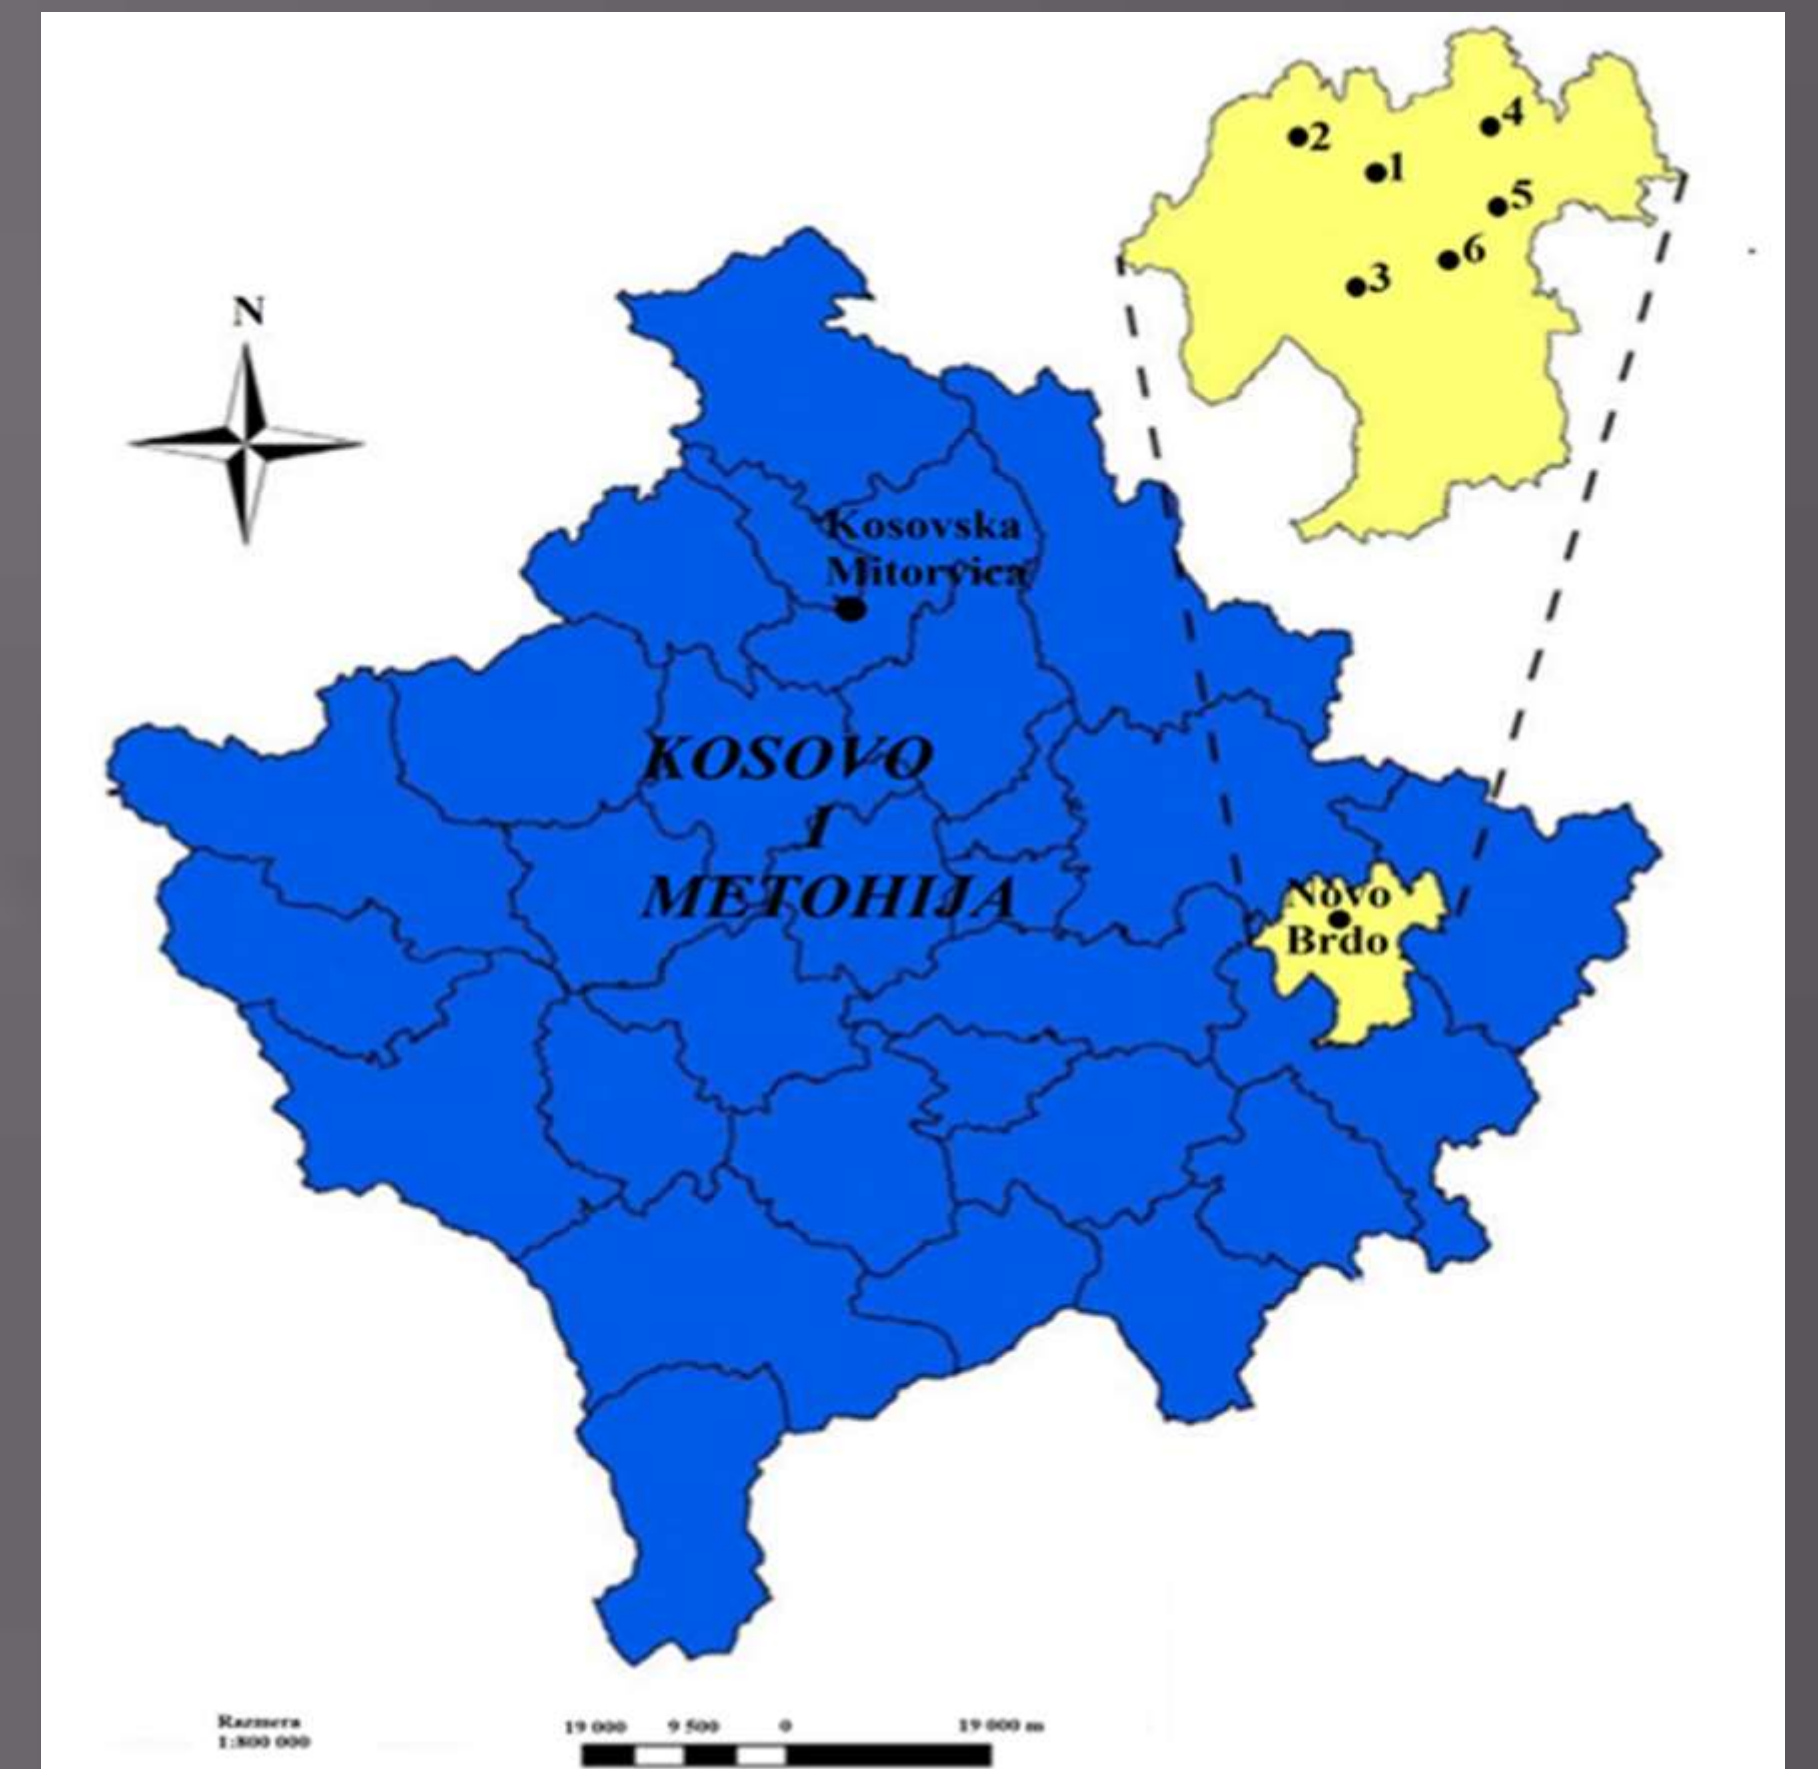 2
4
1
5
6
3
N
Kosovska
Mitorvica
KOSOVO
I
METOHIJA
Novo
Brdo
Razmera
1:800 000
19 000 9 500 0 19 000 m